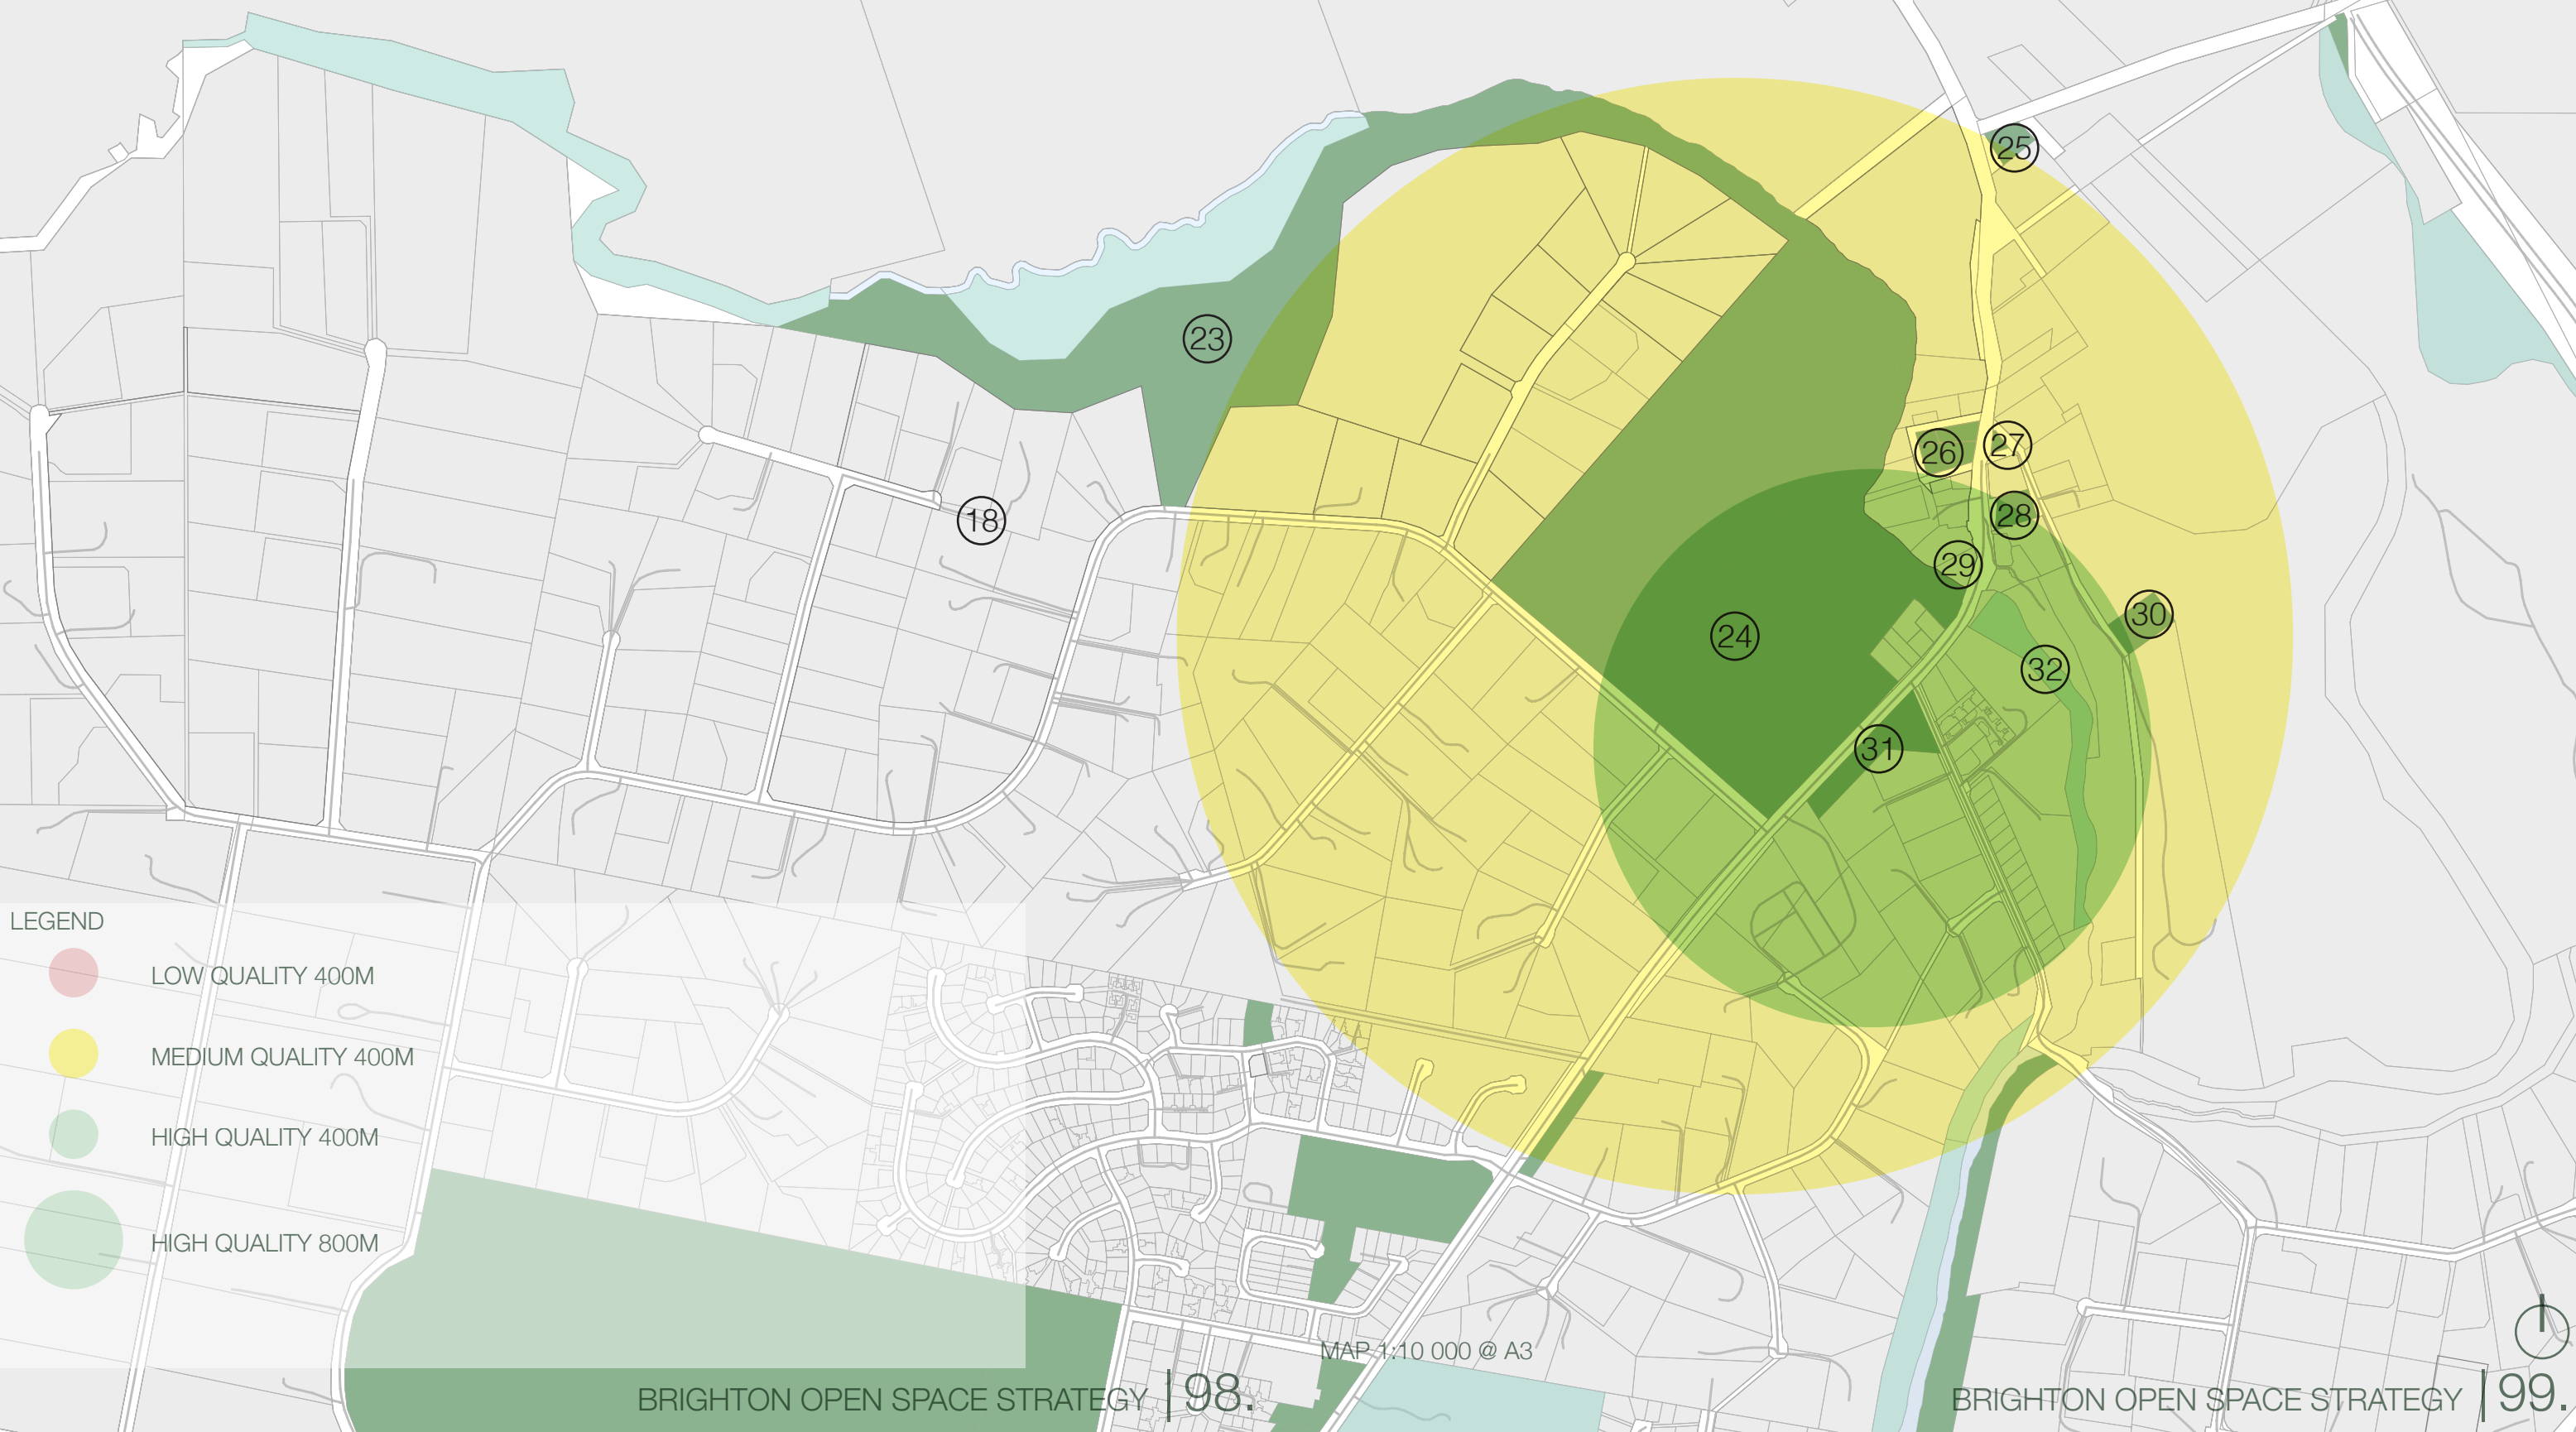 25
23
26
27
18
28
29
30
24
32
31
LEGEND
LOW QUALITY 400M
MEDIUM QUALITY 400M
HIGH QUALITY 400M
HIGH QUALITY 800M
MAP 1:10 000 @ A3
BRIGHTON OPEN SPACE STRATEGY |98.
BRIGHTON OPEN SPACE STRATEGY |99.